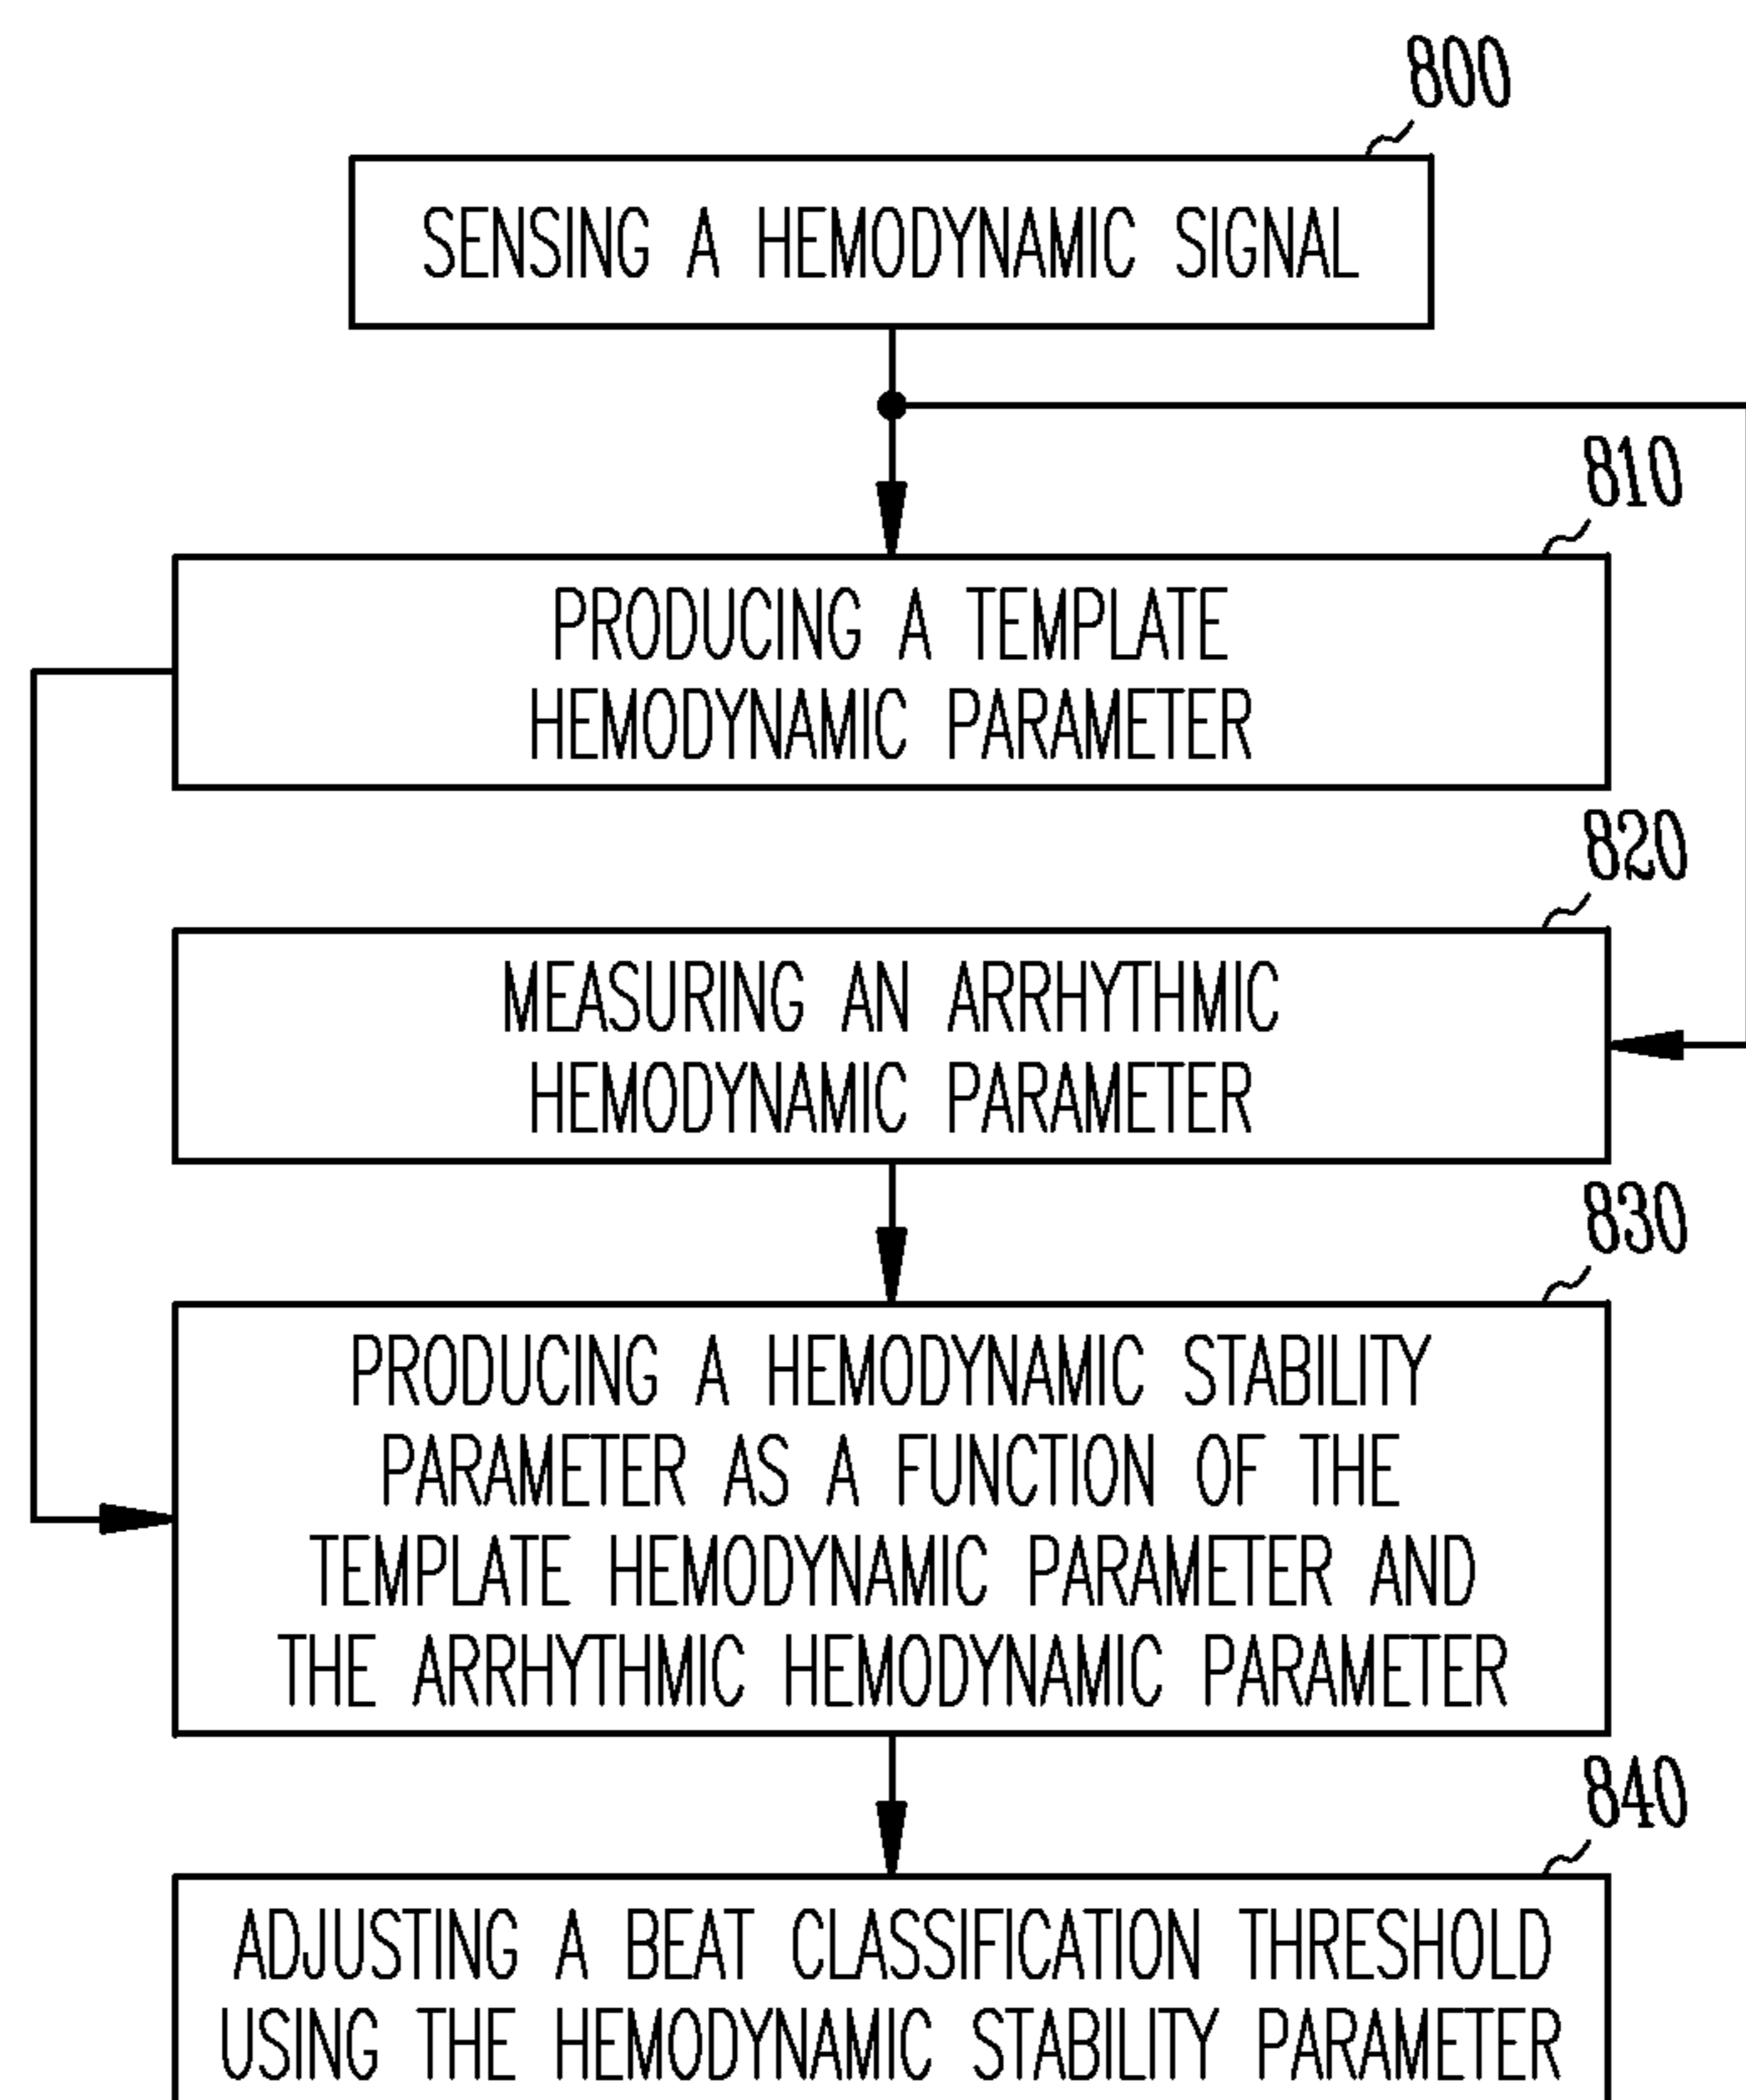 800
SENSING A HEMODYNAMIC SIGNAL
810
PRODUCING A TEMPLATE
HEMODYNAMIC PARAMETER
820
MEASURING AN ARRHYTHMIC
HEMODYNAMIC PARAMETER
830
PRODUCING A HEMODYNAMIC STABILITY
PARAMETER AS A FUNCTION OF THE
TEMPLATE HEMODYNAMIC PARAMETER AND
THE ARRHYTHMIC HEMODYNAMIC PARAMETER
840
ADJUSTING A BEAT CLASSIFICATION THRESHOLD
USING THE HEMODYNAMIC STABILITY PARAMETER